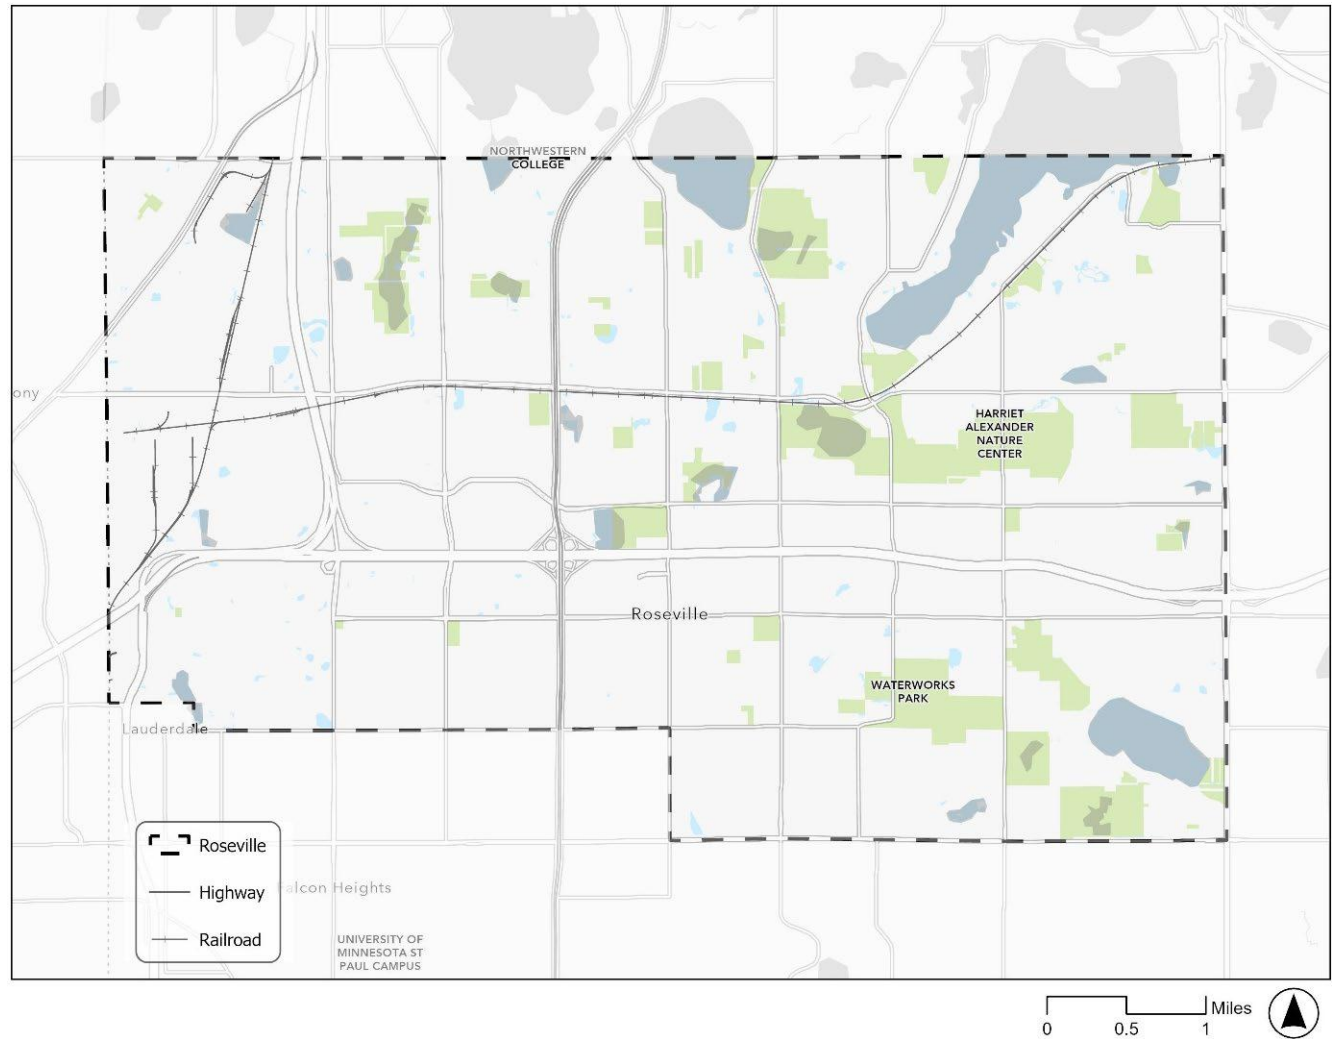 NORTHWESTERN
COLLEGE
ony
HARRIET
ALEXANDER
NATURE
CENTER
Roseville
WATERWORKS
PARK
Lauderdale
Roseville
Highway
Railroad
alcon Heights
UNIVERSITY OF
MINNESOTA ST
PAUL CAMPUS
Miles
0 0.5 1